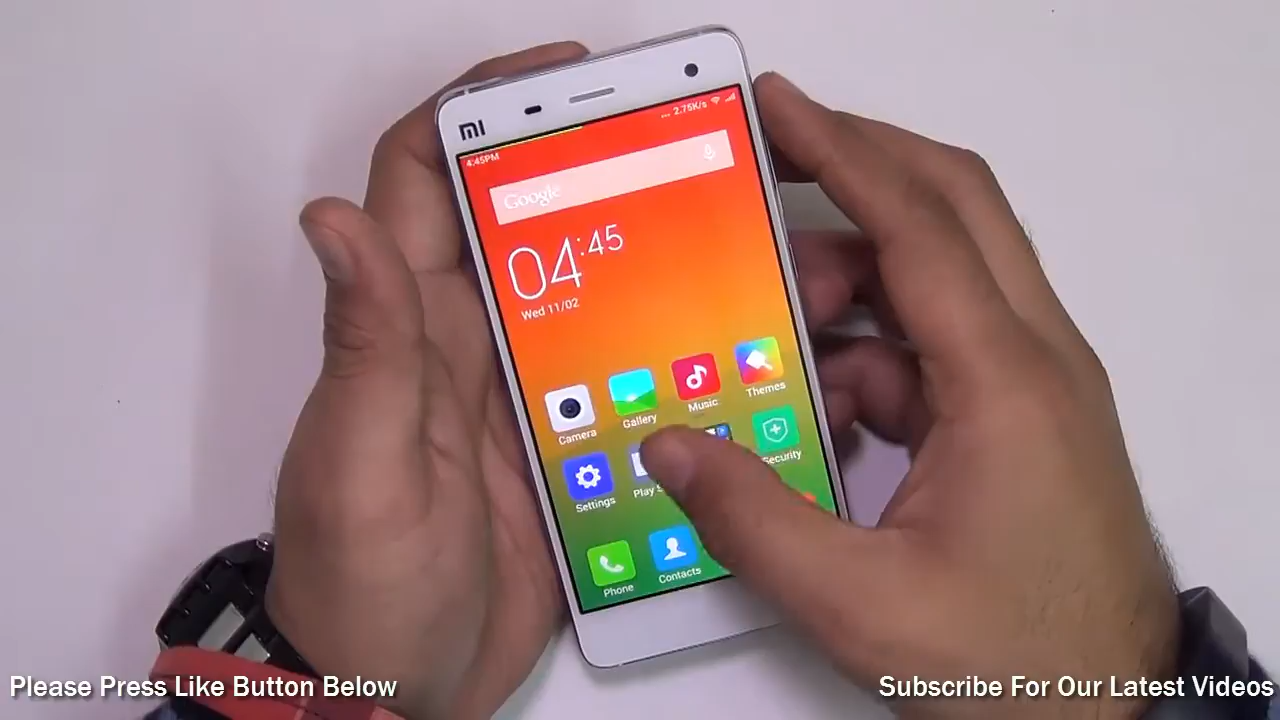 MI
2.75K/s
4:45PM
Google
04:45
Wed 11/02
Camera
Gallery
Music
Themes
Settings
Play
Security
Phone
Contacts
Please Press Like Button Below
Subscribe For Our Latest Videos